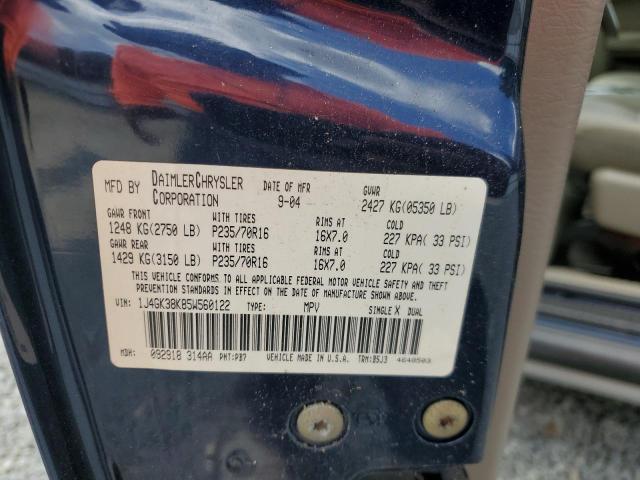 MFD BY DAIMLERCHRYSLER CORPORATION DATE OF MFR 9-04 GVWR 2427 KG(05350 LB)
GAWR FRONT WITH TIRES RIMS AT COLD
1248 KG(2750 LB) P235/70R16 16X7.0 227 KPA( 33 PSI)
GAWR REAR WITH TIRES RIMS AT COLD
1429 KG(3150 LB) P235/70R16 16X7.0 227 KPA( 33 PSI)
THIS VEHICLE CONFORMS TO ALL APPLICABLE FEDERAL MOTOR VEHICLE SAFETY AND THEFT
PREVENTION STANDARDS IN EFFECT ON THE DATE OF MANUFACTURE SHOWN ABOVE.
VIN: 1J4GK38K85W560122 TYPE: MPV SINGLE X DUAL
MDH: 092918 314AA PNT:PB7 VEHICLE MADE IN U.S.A. TRM:B5J3 4648503